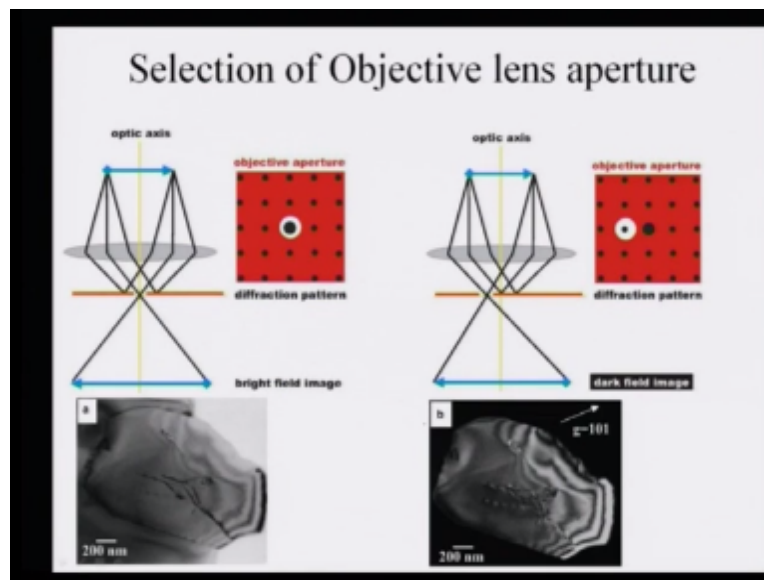 Selection of Objective lens aperture
optic axis
objective aperture
diffraction pattern
bright field image
a
200 nm
optic axis
objective aperture
diffraction pattern
dark field image
b
g=101
200 nm